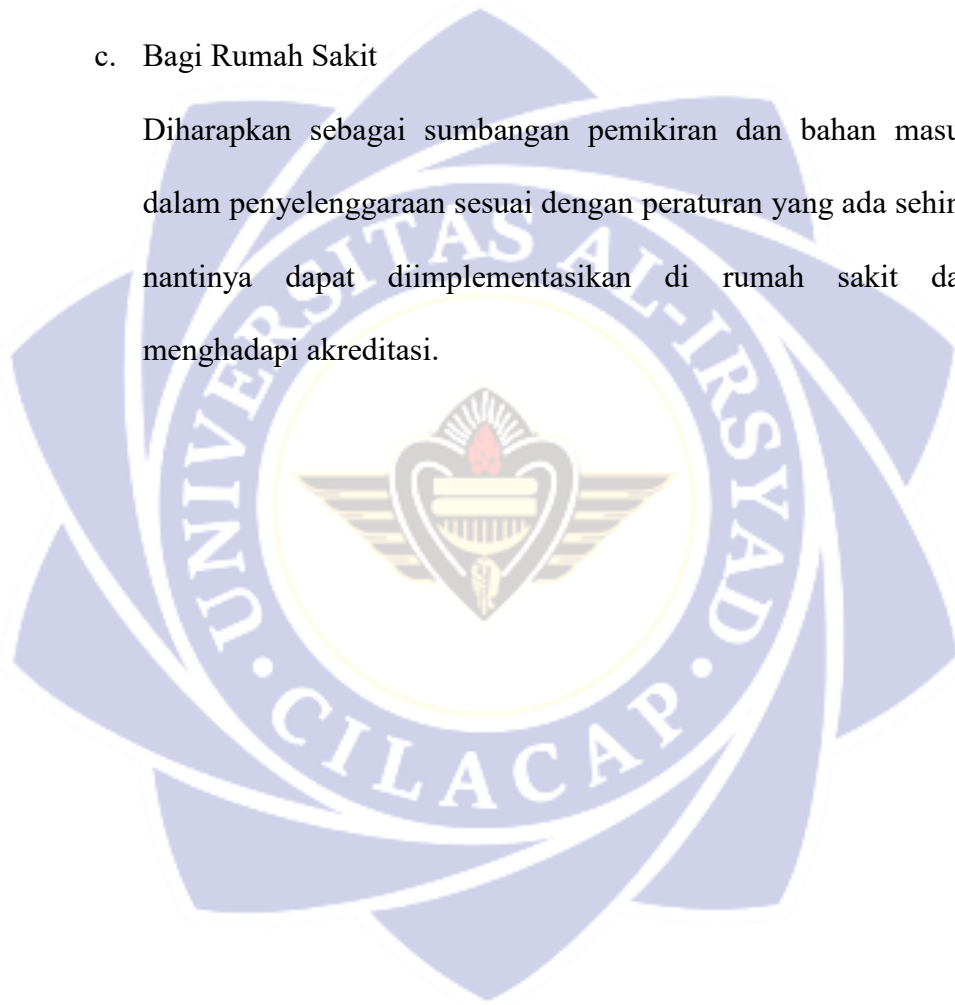 c. Bagi Rumah Sakit
Diharapkan sebagai sumbangan pemikiran dan bahan masu
dalam penyelenggaraan sesuai dengan peraturan yang ada sehin
nantinya dapat diimplementasikan di rumah sakit da
menghadapi akreditasi.
UNIVERSITAS AL-IRSYAD
• CILACAP •